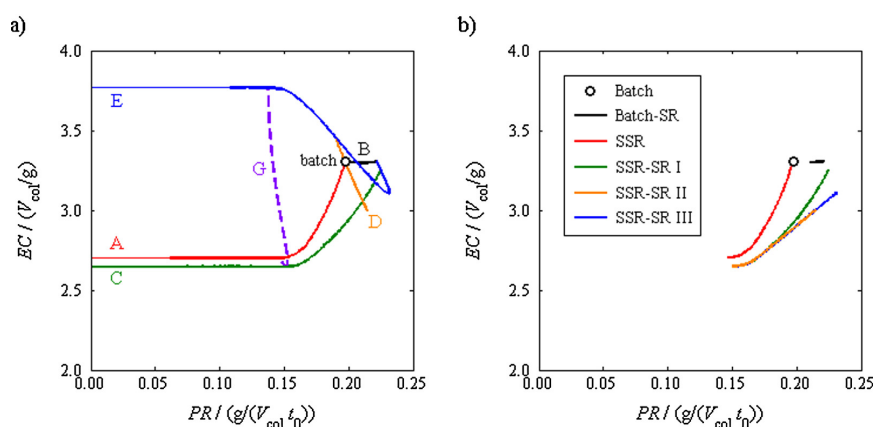 a)
4.0
3.5
3.0
2.5
2.0
EC / (Vcol/g)
E
B
batch
G
D
A
C
0.00 0.05 0.10 0.15 0.20 0.25
PR / (g/(Vcol t0))
b)
4.0
3.5
3.0
2.5
2.0
EC / (Vcol/g)
Batch
Batch-SR
SSR
SSR-SR I
SSR-SR II
SSR-SR III
0.00 0.05 0.10 0.15 0.20 0.25
PR / (g/(Vcol t0))